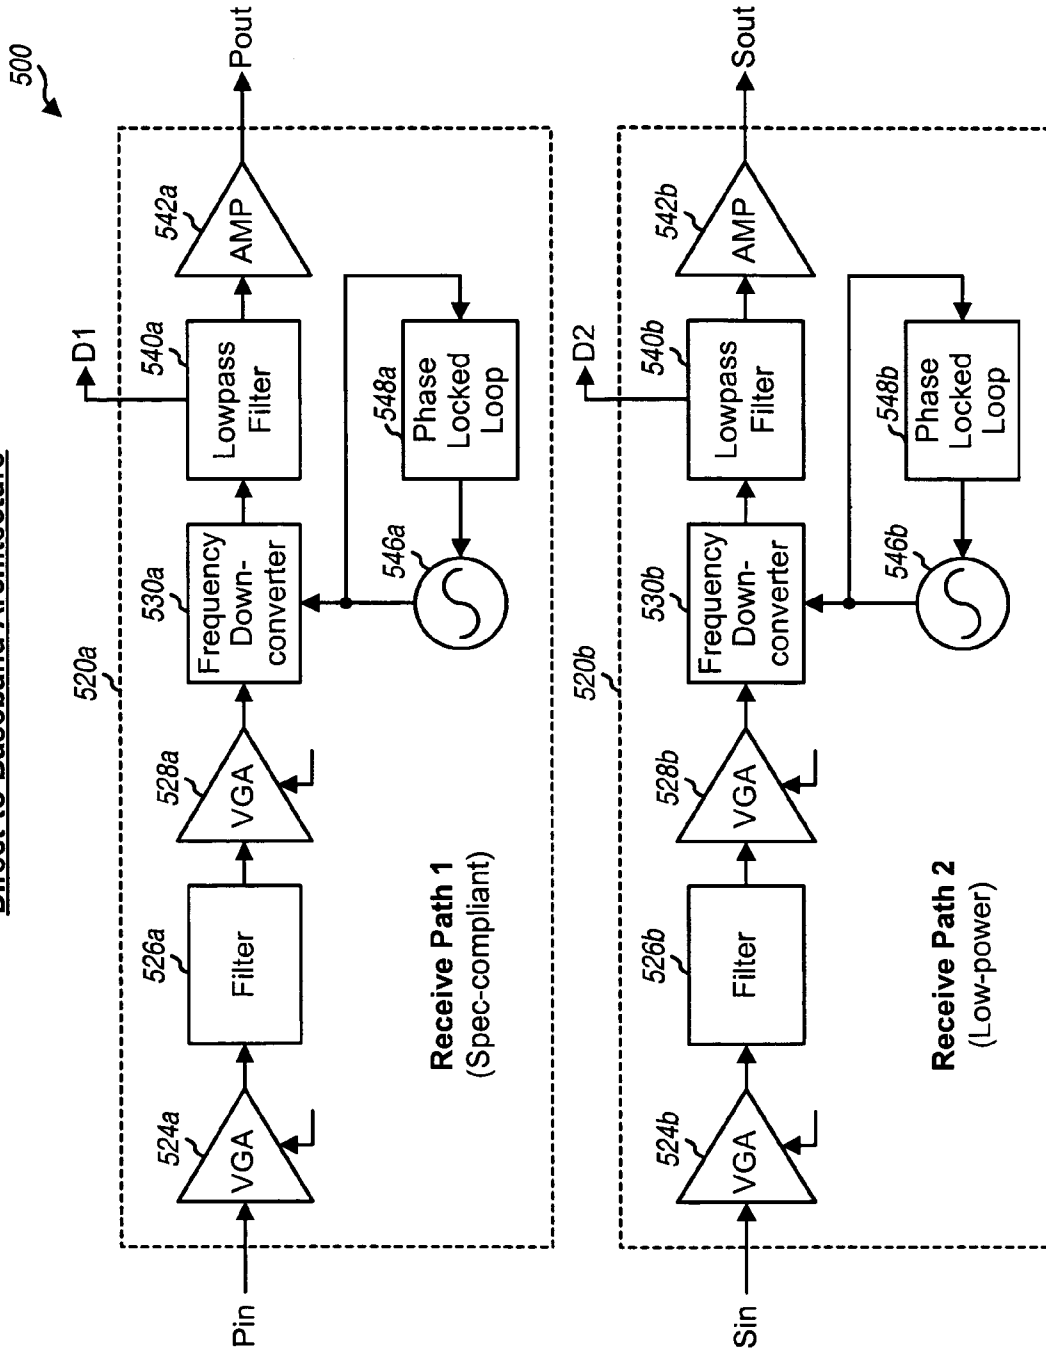 Direct to Baseband Architecture
500
520a
Pin
524a
VGA
526a
Filter
528a
VGA
530a
Frequency
Down-
converter
540a
Lowpass
Filter
D1
542a
AMP
Pout
546a
548a
Phase
Locked
Loop
Receive Path 1
(Spec-compliant)
520b
Sin
524b
VGA
526b
Filter
528b
VGA
530b
Frequency
Down-
converter
540b
Lowpass
Filter
D2
542b
AMP
Sout
546b
548b
Phase
Locked
Loop
Receive Path 2
(Low-power)